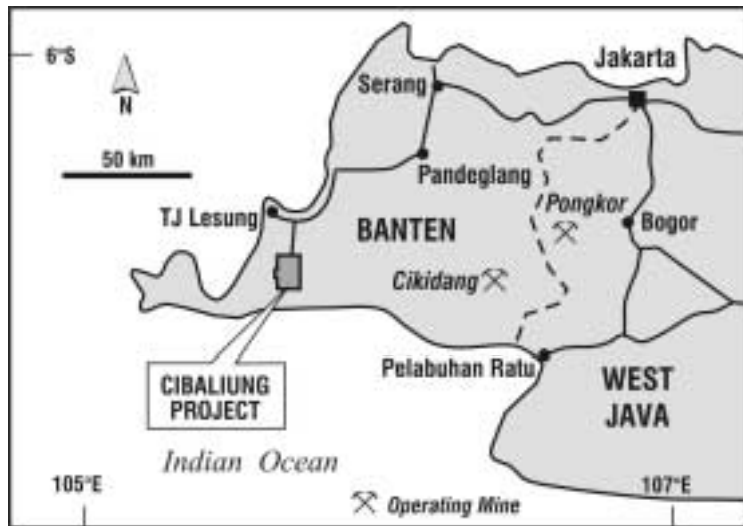 6°S
Jakarta
N
Serang
50 km
Pandeglang
TJ Lesung
Pongkor
Bogor
BANTEN
Cikidang
CIBALIUNG
PROJECT
Pelabuhan Ratu
WEST
JAVA
Indian Ocean
105°E
107°E
Operating Mine